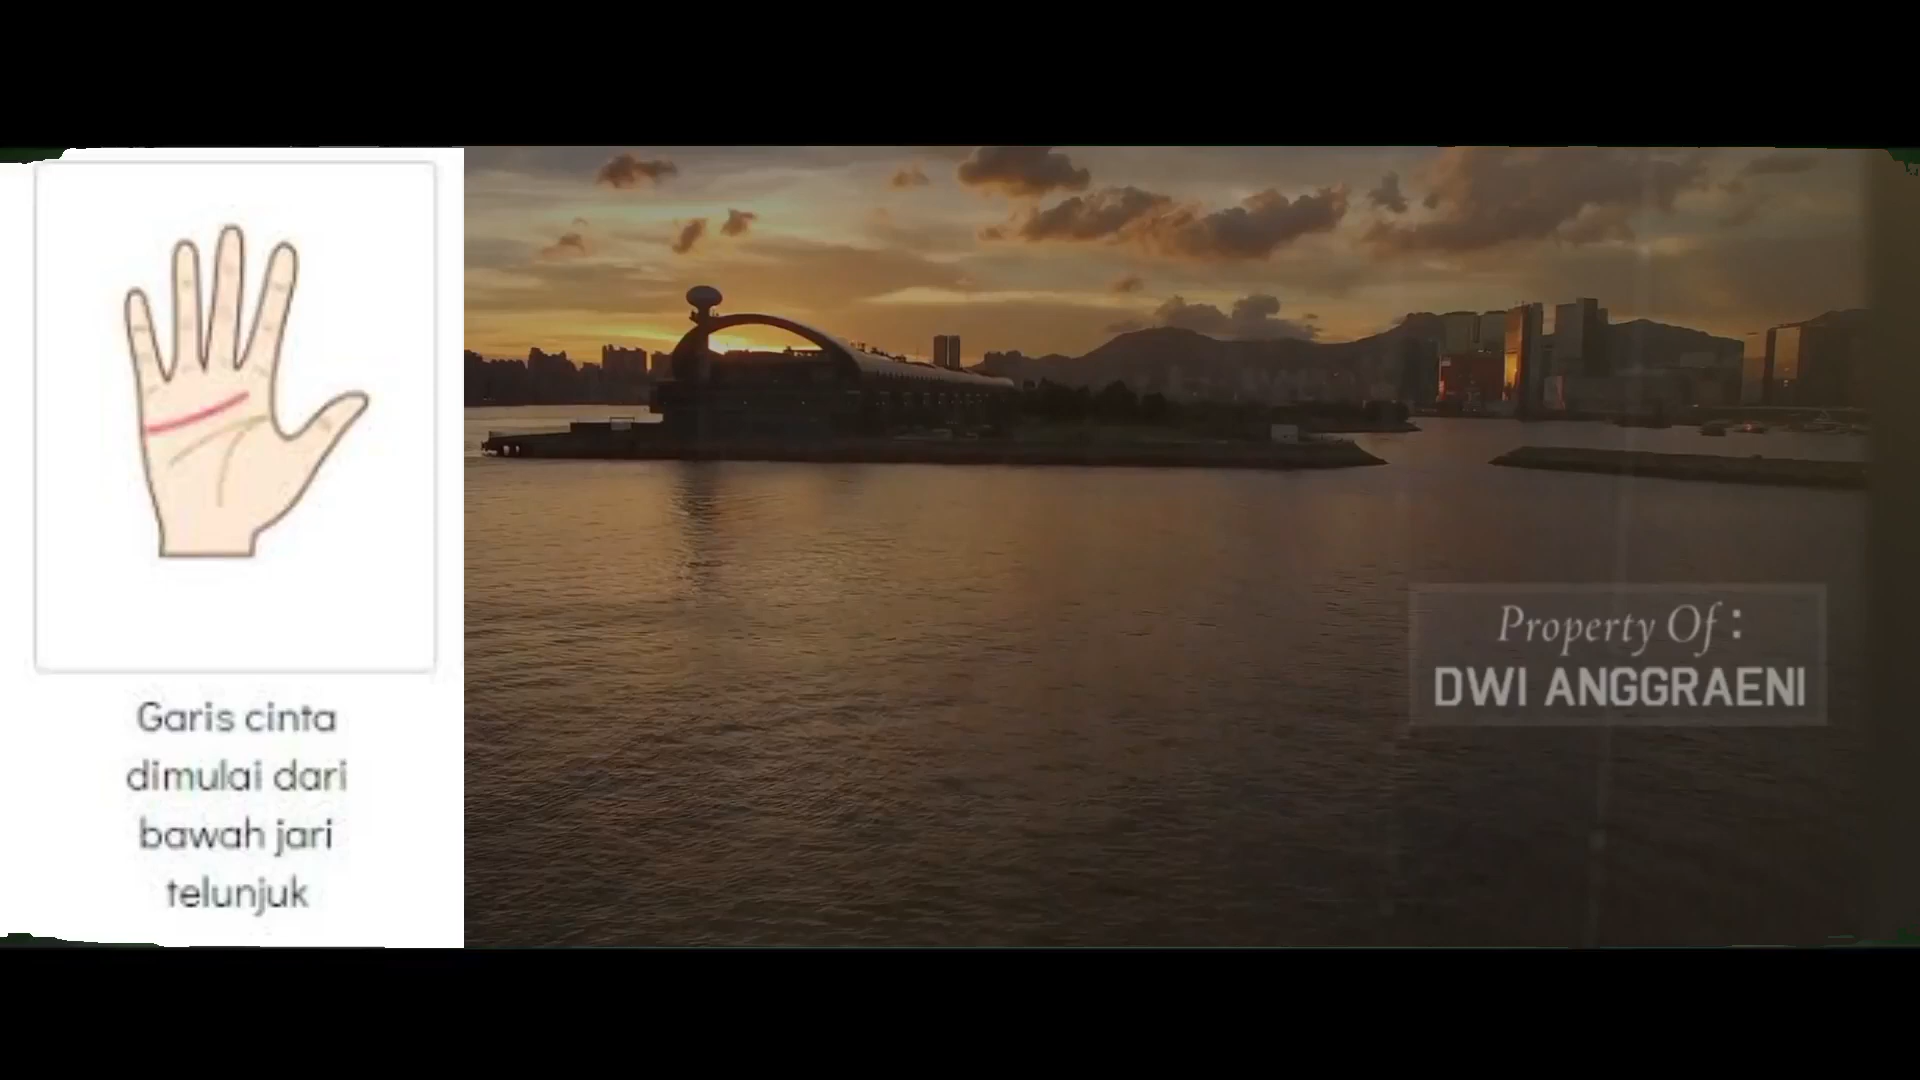 Garis cinta
dimulai dari
bawah jari
telunjuk
Property Of :
DWI ANGGRAENI